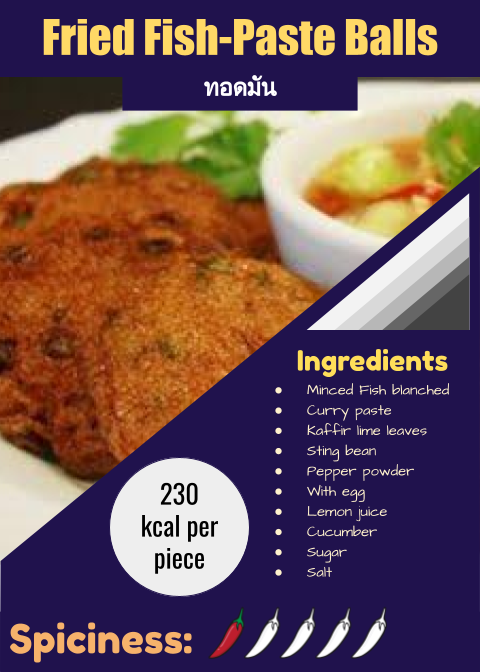 Fried Fish-Paste Balls
ทอดมัน
Ingredients
• Minced Fish blanched
• Curry paste
• Kaffir lime leaves
• Sting bean
• Pepper powder
• With egg
• Lemon juice
• Cucumber
• Sugar
• Salt
230
kcal per
piece
Spiciness: